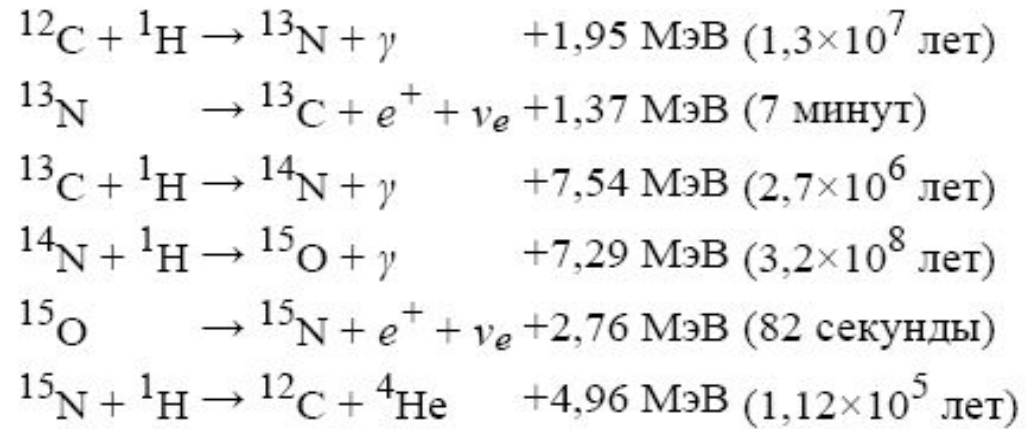 ¹²C + ¹H → ¹³N + γ +1,95 МэВ (1,3×10⁷ лет)
¹³N → ¹³C + e⁺ + νₑ +1,37 МэВ (7 минут)
¹³C + ¹H → ¹⁴N + γ +7,54 МэВ (2,7×10⁶ лет)
¹⁴N + ¹H → ¹⁵O + γ +7,29 МэВ (3,2×10⁸ лет)
¹⁵O → ¹⁵N + e⁺ + νₑ +2,76 МэВ (82 секунды)
¹⁵N + ¹H → ¹²C + ⁴He +4,96 МэВ (1,12×10⁵ лет)